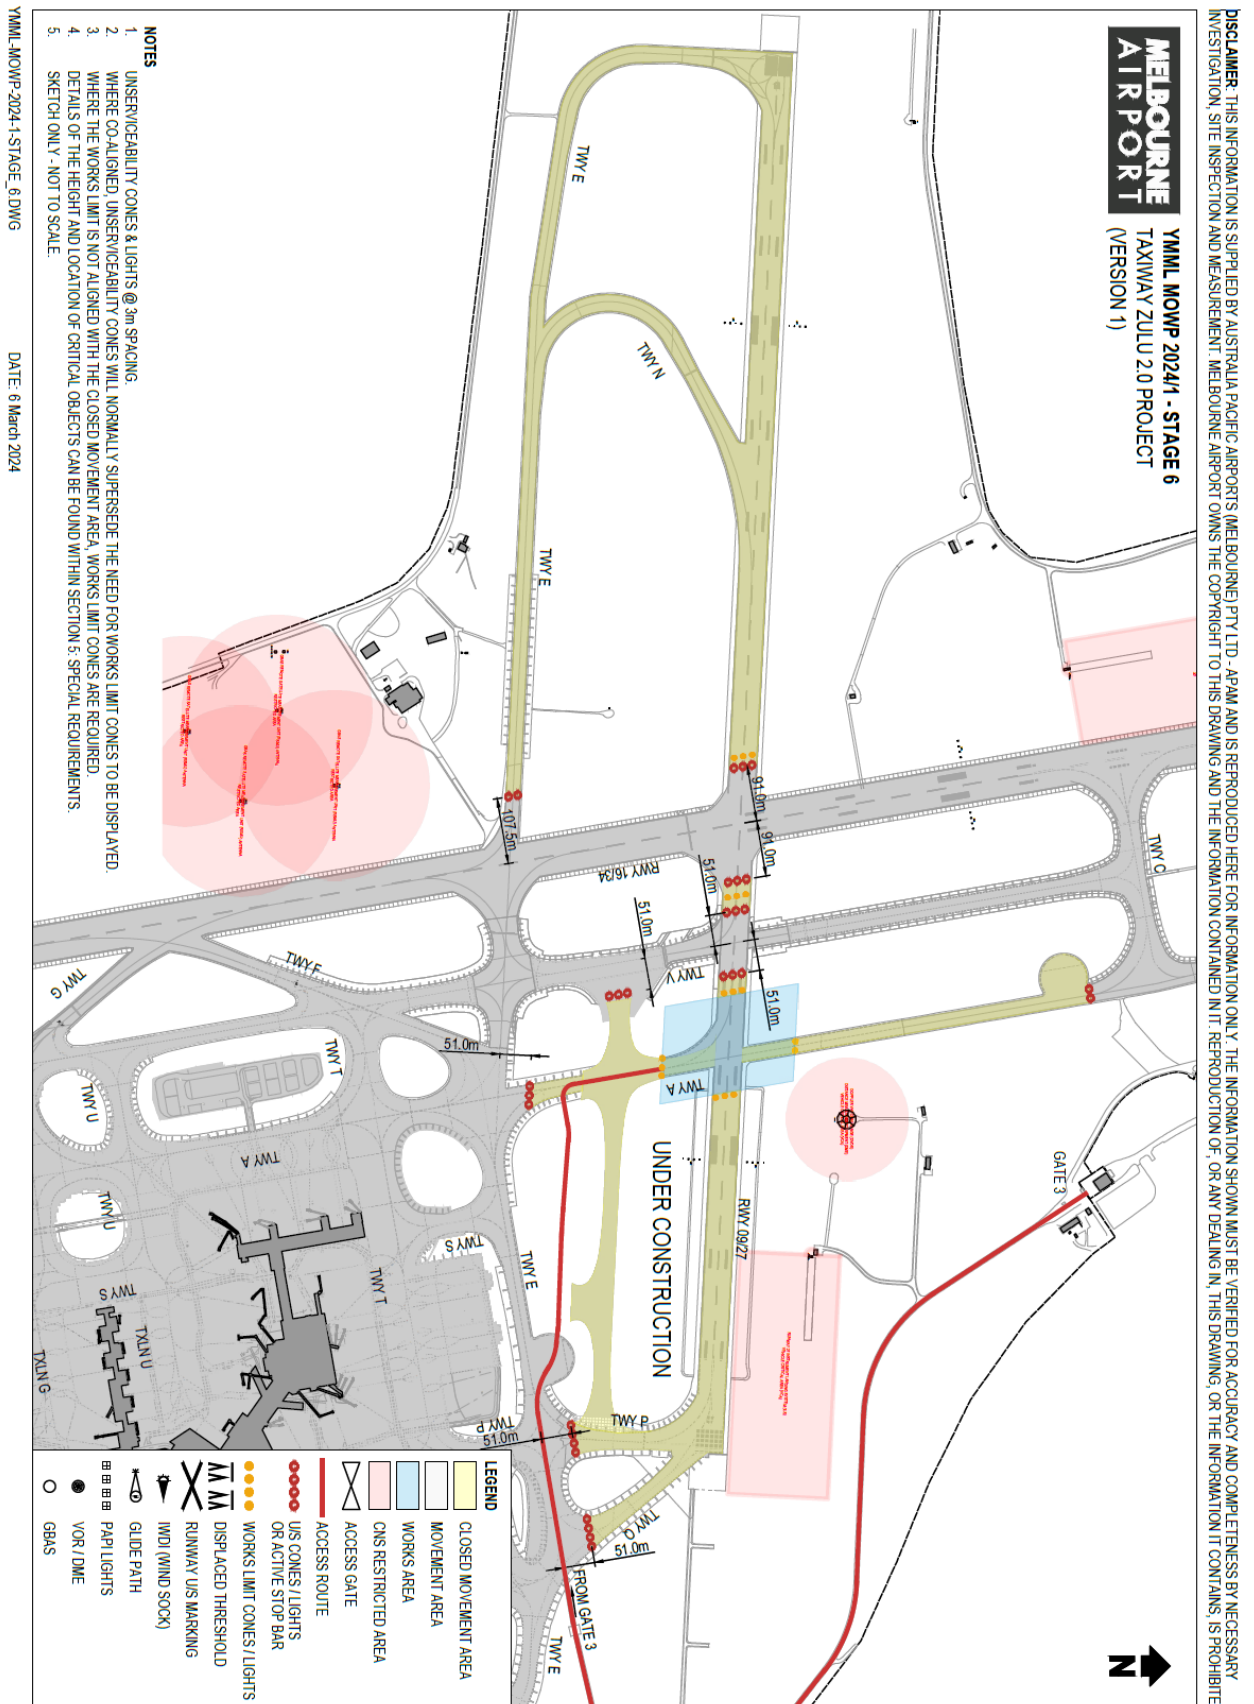 DISCLAIMER: THIS INFORMATION IS SUPPLIED BY AUSTRALIA PACIFIC AIRPORTS (MELBOURNE) PTY LTD - APAM AND IS REPRODUCED HERE FOR INFORMATION ONLY. THE INFORMATION SHOWN MUST BE VERIFIED FOR ACCURACY AND COMPLETENESS BY NECESSARY
INVESTIGATION, SITE INSPECTION AND MEASUREMENT. MELBOURNE AIRPORT OWNS THE COPYRIGHT TO THIS DRAWING AND THE INFORMATION CONTAINED IN IT. REPRODUCTION OF, OR ANY DEALING IN, THIS DRAWING, OR THE INFORMATION IT CONTAINS, IS PROHIBITE
MELBOURNE
AIRPORT
YMML MOWP 2024/1 - STAGE 6
TAXIWAY ZULU 2.0 PROJECT
(VERSION 1)
N
TWY E
TWY N
TWY E
TWY C
91.0m
91.0m
107.5m
RWY 16/34
51.0m
51.0m
TWY V
51.0m
TWY F
TWY G
51.0m
TWY A
TWY T
TWY U
TWY A
TWY U
TWY S
TWY S
TWY T
TWY E
TXLN U
TXLN G
UNDER CONSTRUCTION
RWY 09/27
GATE 3
TWY P
TWY P
51.0m
TWY Q
51.0m
FROM GATE 3
TWY E
LEGEND
CLOSED MOVEMENT AREA
MOVEMENT AREA
WORKS AREA
CNS RESTRICTED AREA
ACCESS GATE
ACCESS ROUTE
U/S CONES / LIGHTS
OR ACTIVE STOP BAR
WORKS LIMIT CONES / LIGHTS
DISPLACED THRESHOLD
RUNWAY U/S MARKING
IWDI (WIND SOCK)
GLIDE PATH
PAPI LIGHTS
VOR / DME
GBAS
NOTES
1. UNSERVICEABILITY CONES & LIGHTS @ 3m SPACING.
2. WHERE CO-ALIGNED, UNSERVICEABILITY CONES WILL NORMALLY SUPERSEDE THE NEED FOR WORKS LIMIT CONES TO BE DISPLAYED.
3. WHERE THE WORKS LIMIT IS NOT ALIGNED WITH THE CLOSED MOVEMENT AREA, WORKS LIMIT CONES ARE REQUIRED.
4. DETAILS OF THE HEIGHT AND LOCATION OF CRITICAL OBJECTS CAN BE FOUND WITHIN SECTION 5: SPECIAL REQUIREMENTS.
5. SKETCH ONLY - NOT TO SCALE.
YMML-MOWP-2024-1-STAGE_6.DWG
DATE: 6 March 2024